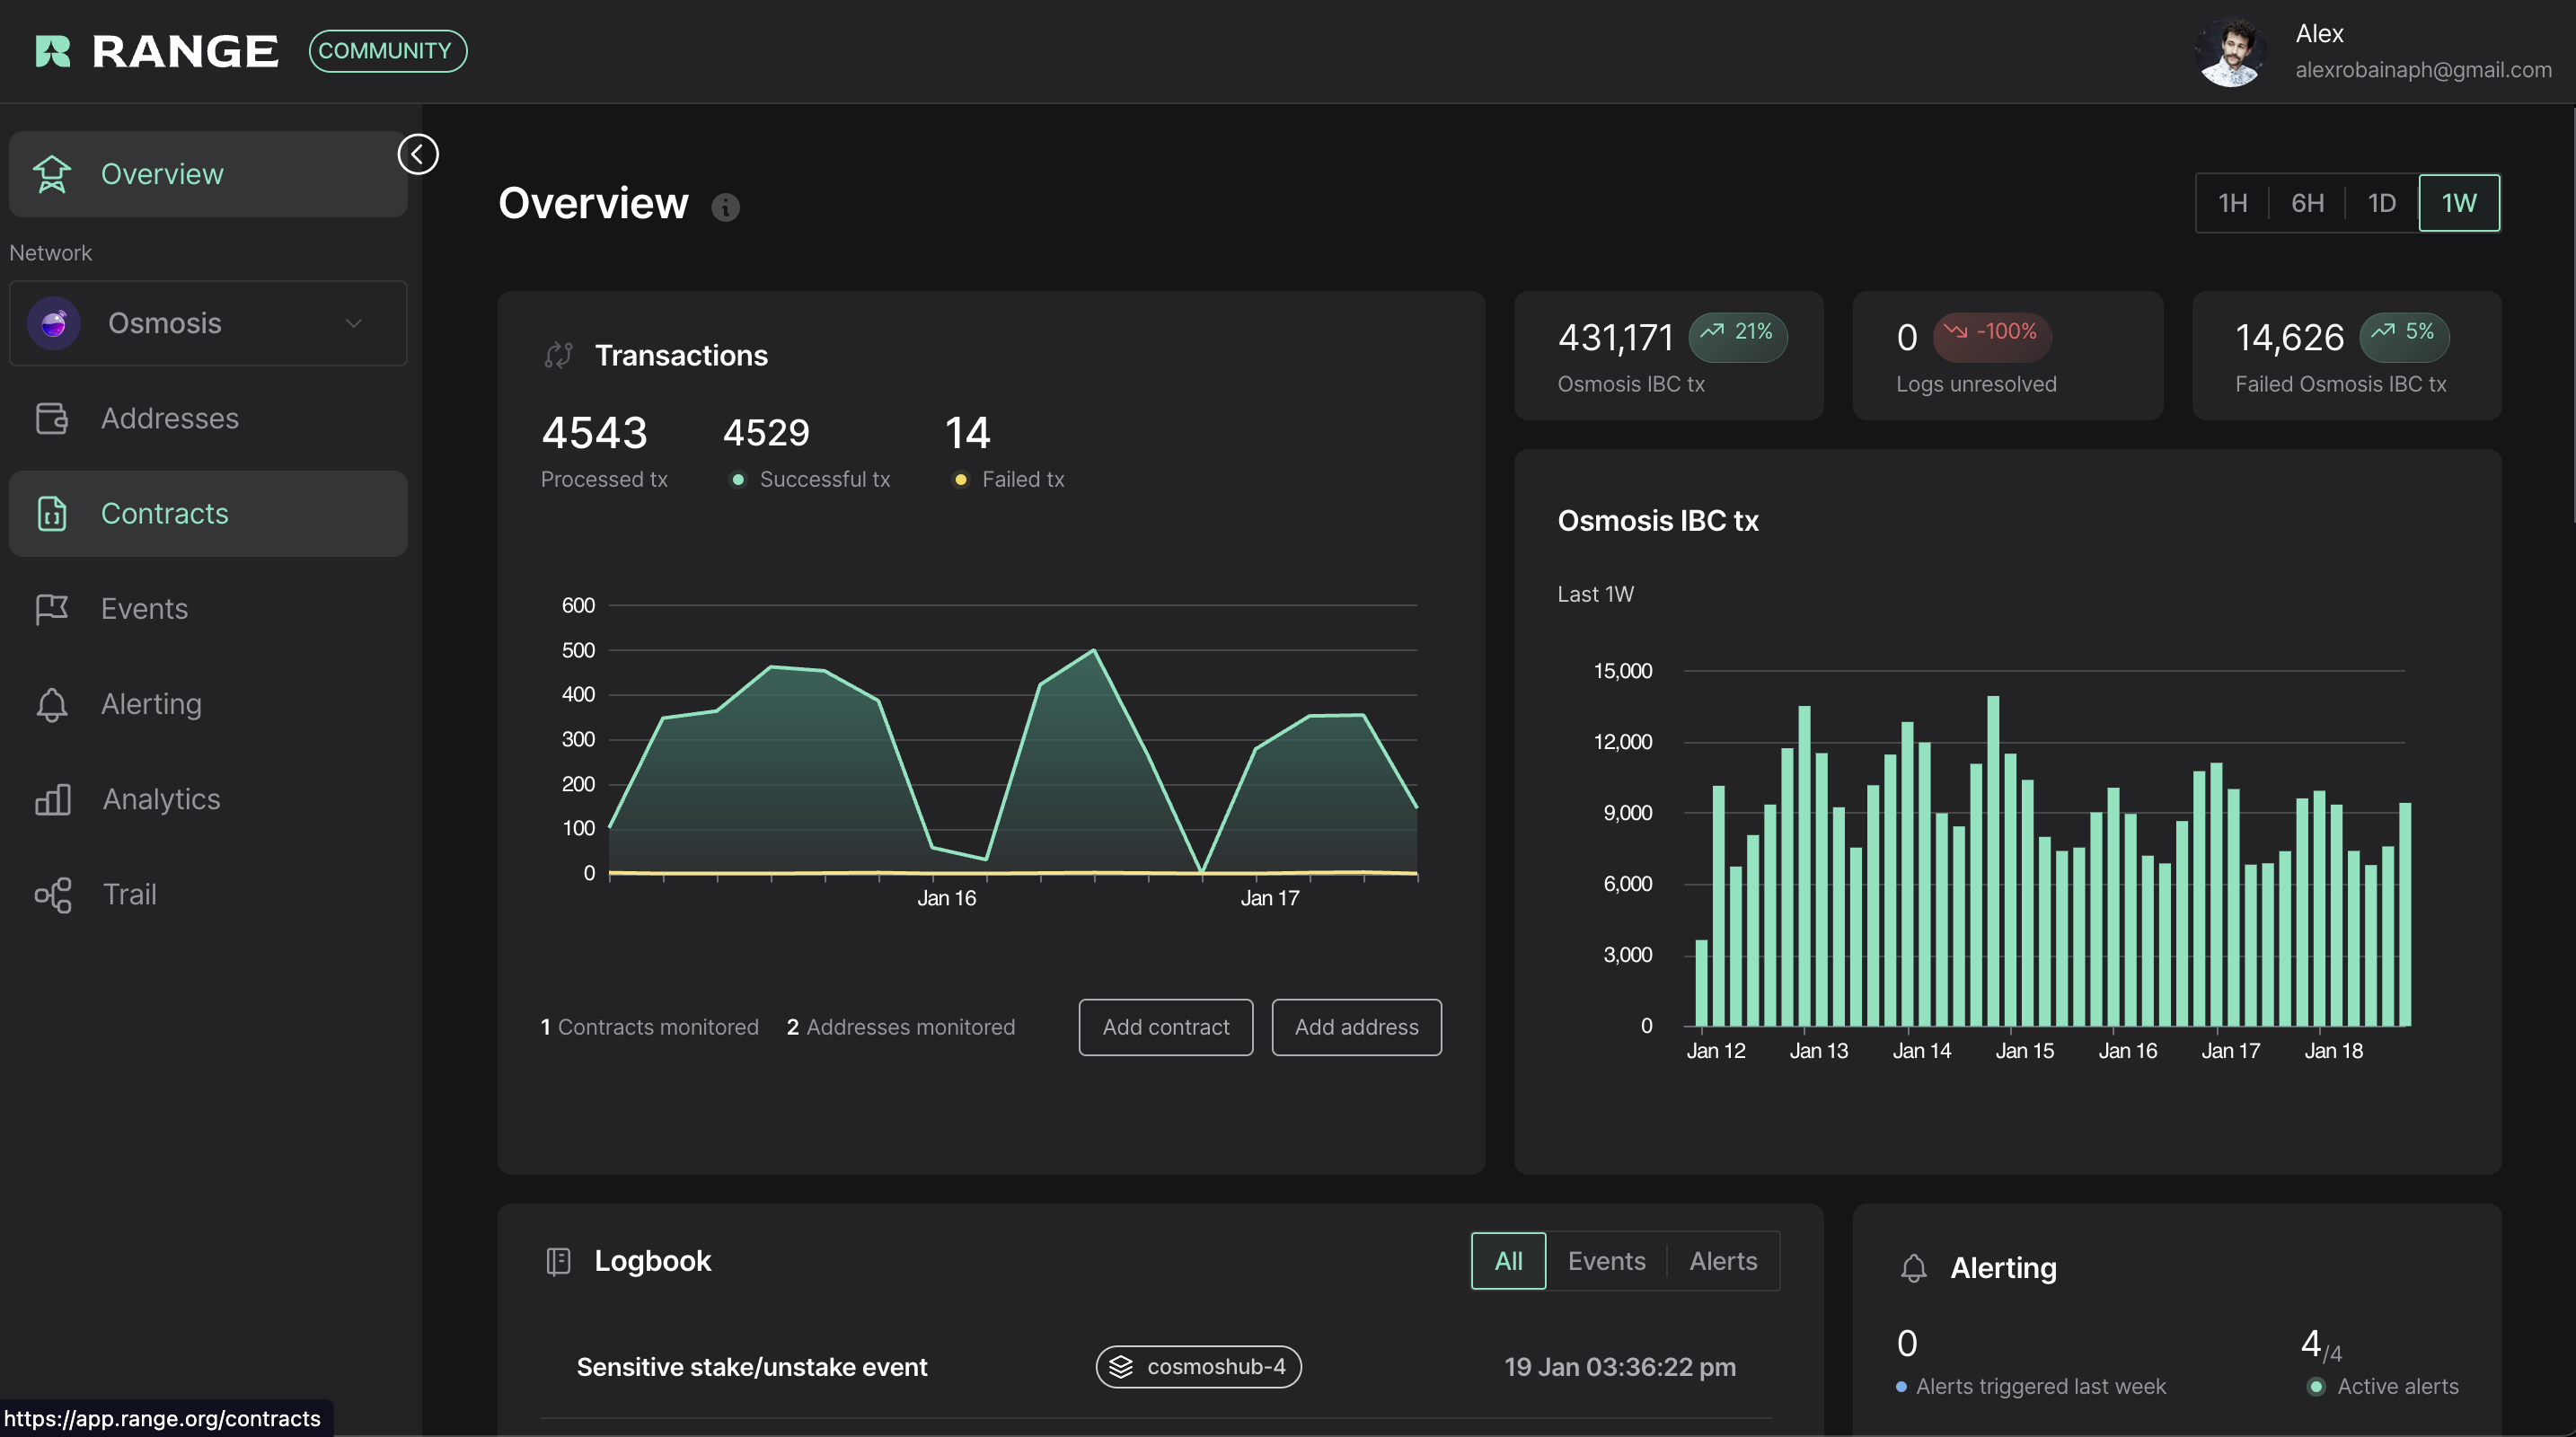 RANGE
COMMUNITY
Alex
alexrobainaph@gmail.com
Overview
Network
Osmosis
Addresses
Contracts
Events
Alerting
Analytics
Trail
https://app.range.org/contracts
Overview
1H 6H 1D 1W
Transactions
4543 4529 14
Processed tx Successful tx Failed tx
600
500
400
300
200
100
0
Jan 16 Jan 17
1 Contracts monitored 2 Addresses monitored Add contract Add address
431,171 21%
Osmosis IBC tx
0 -100%
Logs unresolved
14,626 5%
Failed Osmosis IBC tx
Osmosis IBC tx
Last 1W
15,000
12,000
9,000
6,000
3,000
0
Jan 12 Jan 13 Jan 14 Jan 15 Jan 16 Jan 17 Jan 18
Logbook All Events Alerts
Sensitive stake/unstake event cosmoshub-4 19 Jan 03:36:22 pm
Alerting
0 4/4
Alerts triggered last week Active alerts